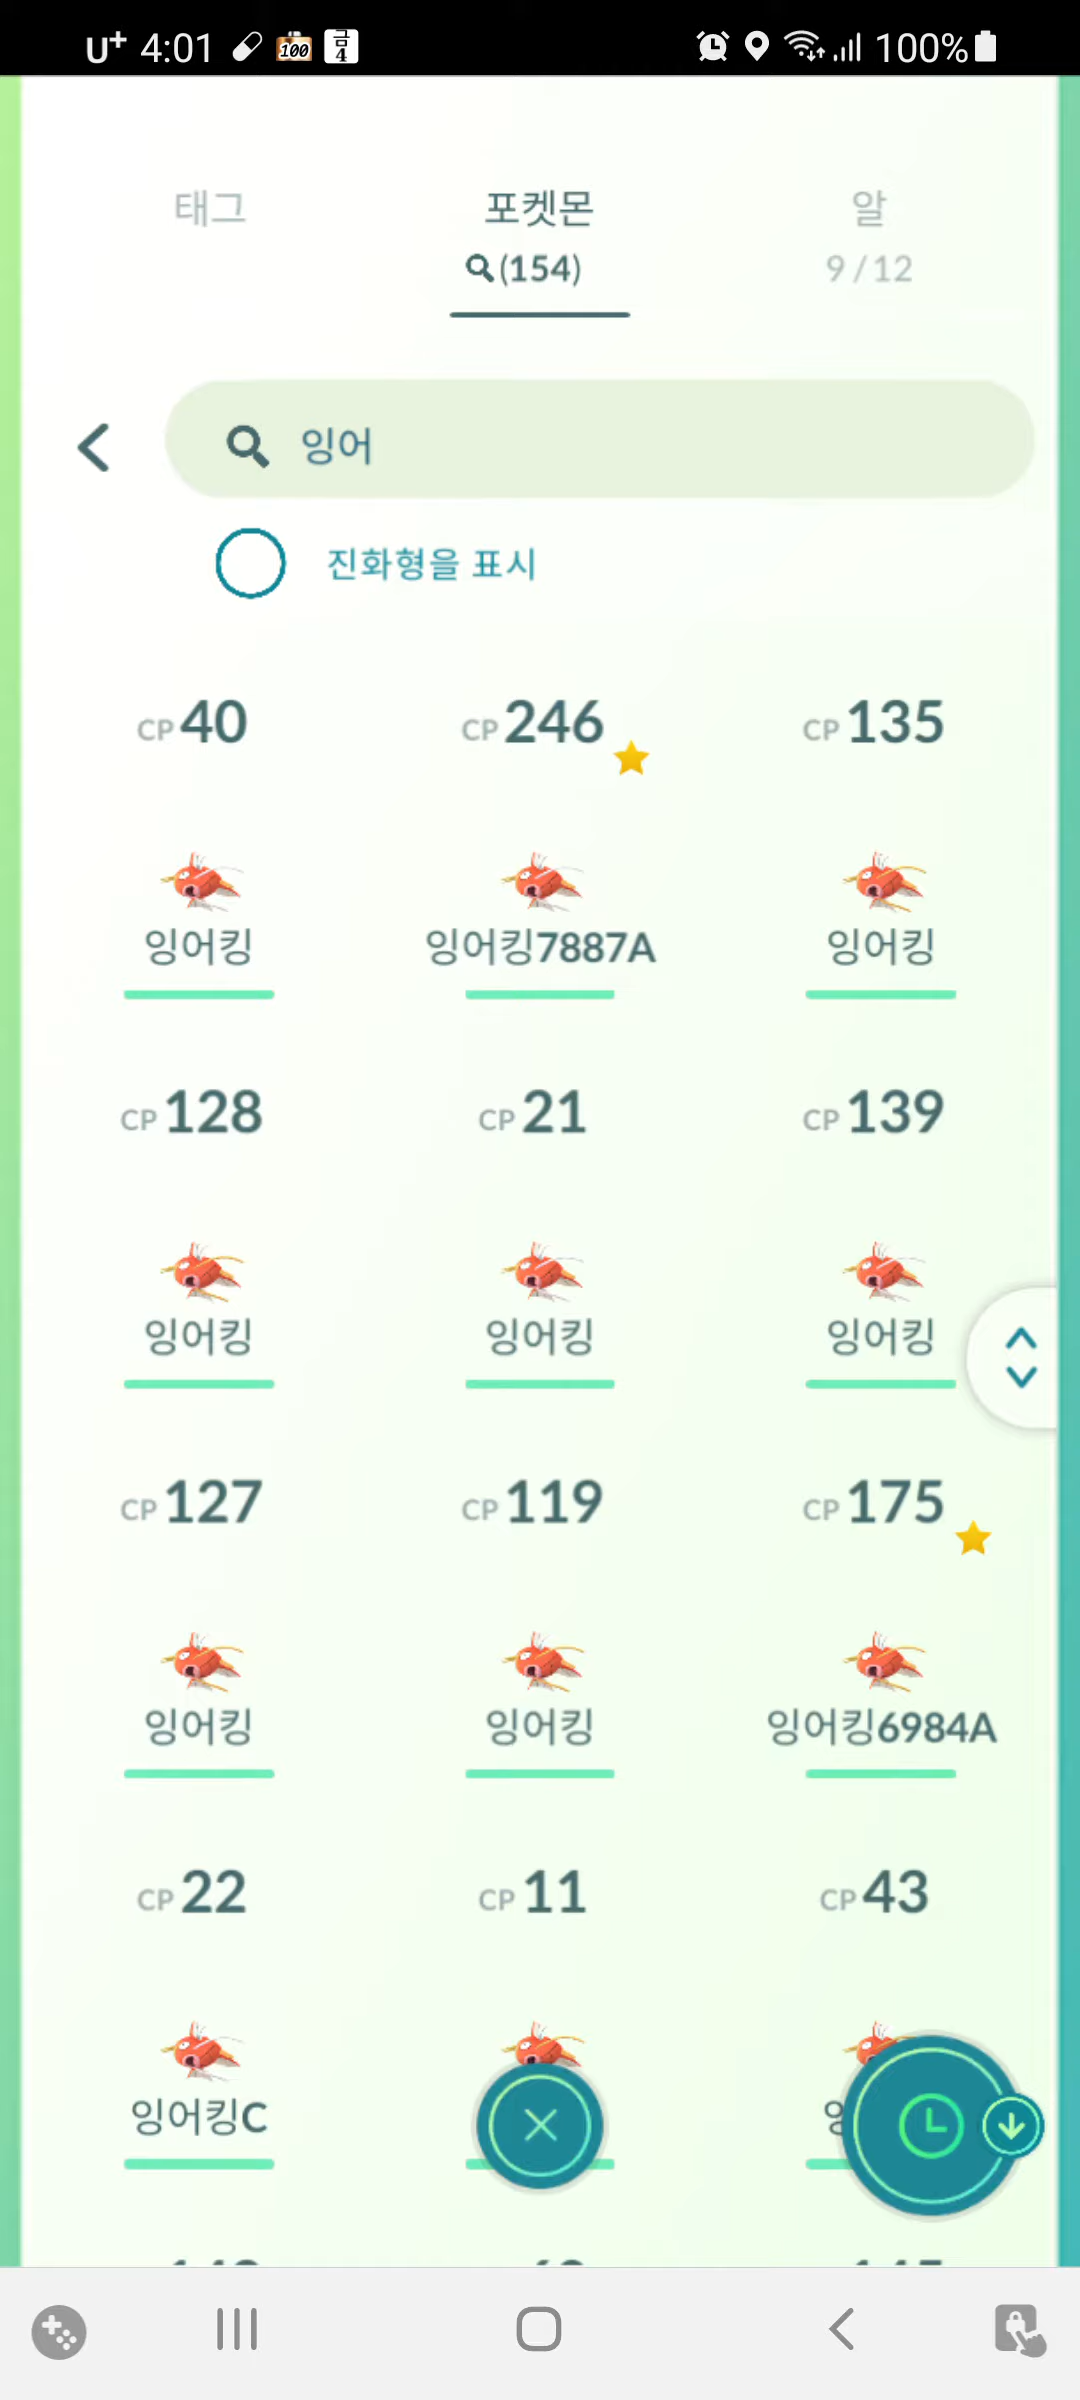 U+ 4:01 100 금 4 100%
태그 포켓몬 알
(154) 9 / 12
잉어
진화형을 표시
CP 40 CP 246 CP 135
잉어킹 잉어킹7887A 잉어킹
CP 128 CP 21 CP 139
잉어킹 잉어킹 잉어킹
CP 127 CP 119 CP 175
잉어킹 잉어킹 잉어킹6984A
CP 22 CP 11 CP 43
잉어킹C